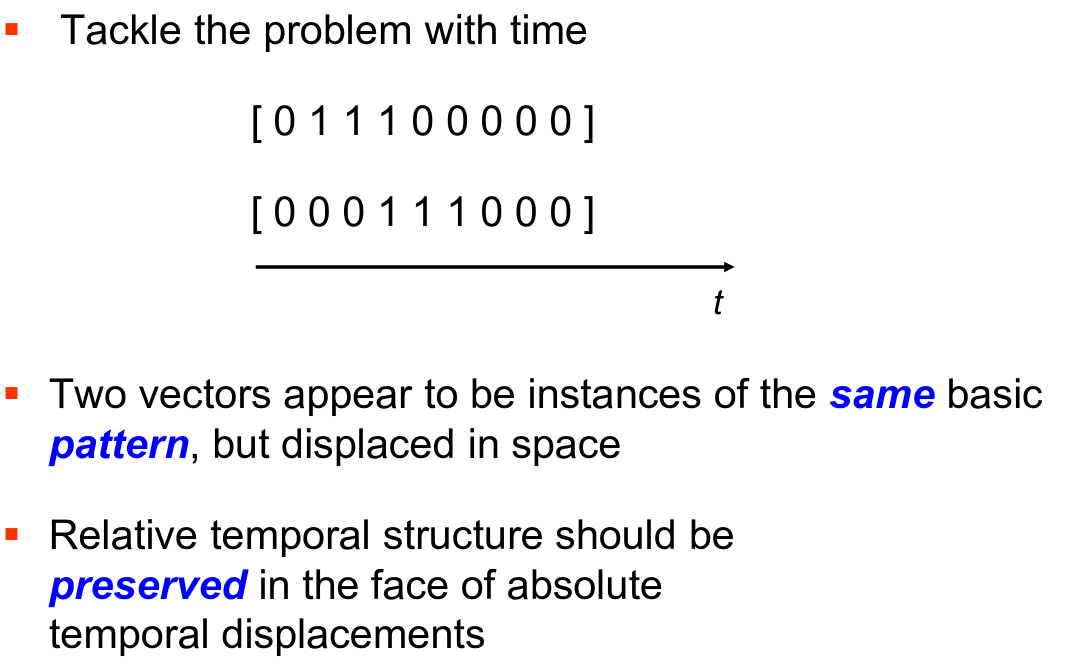 ▪ Tackle the problem with time
[ 0 1 1 1 0 0 0 0 0 ]
[ 0 0 0 1 1 1 0 0 0 ]
t
▪ Two vectors appear to be instances of the same basic
pattern, but displaced in space
▪ Relative temporal structure should be
preserved in the face of absolute
temporal displacements